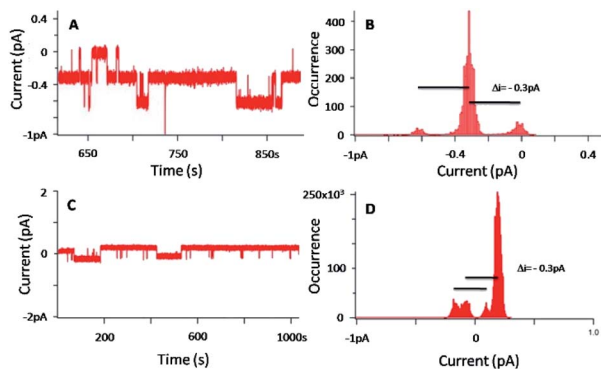 A
Current (pA)
0.4
0
-0.4
-1pA
650
750
850s
Time (s)
B
Occurrence
400
300
200
100
0
Δi= - 0.3pA
-1pA
-0.4
0
0.4
Current (pA)
C
Current (pA)
2
0
-2pA
200
600
1000s
Time (s)
D
Occurrence
250x10³
100
0
Δi= - 0.3pA
-1pA
0
1.0
Current (pA)